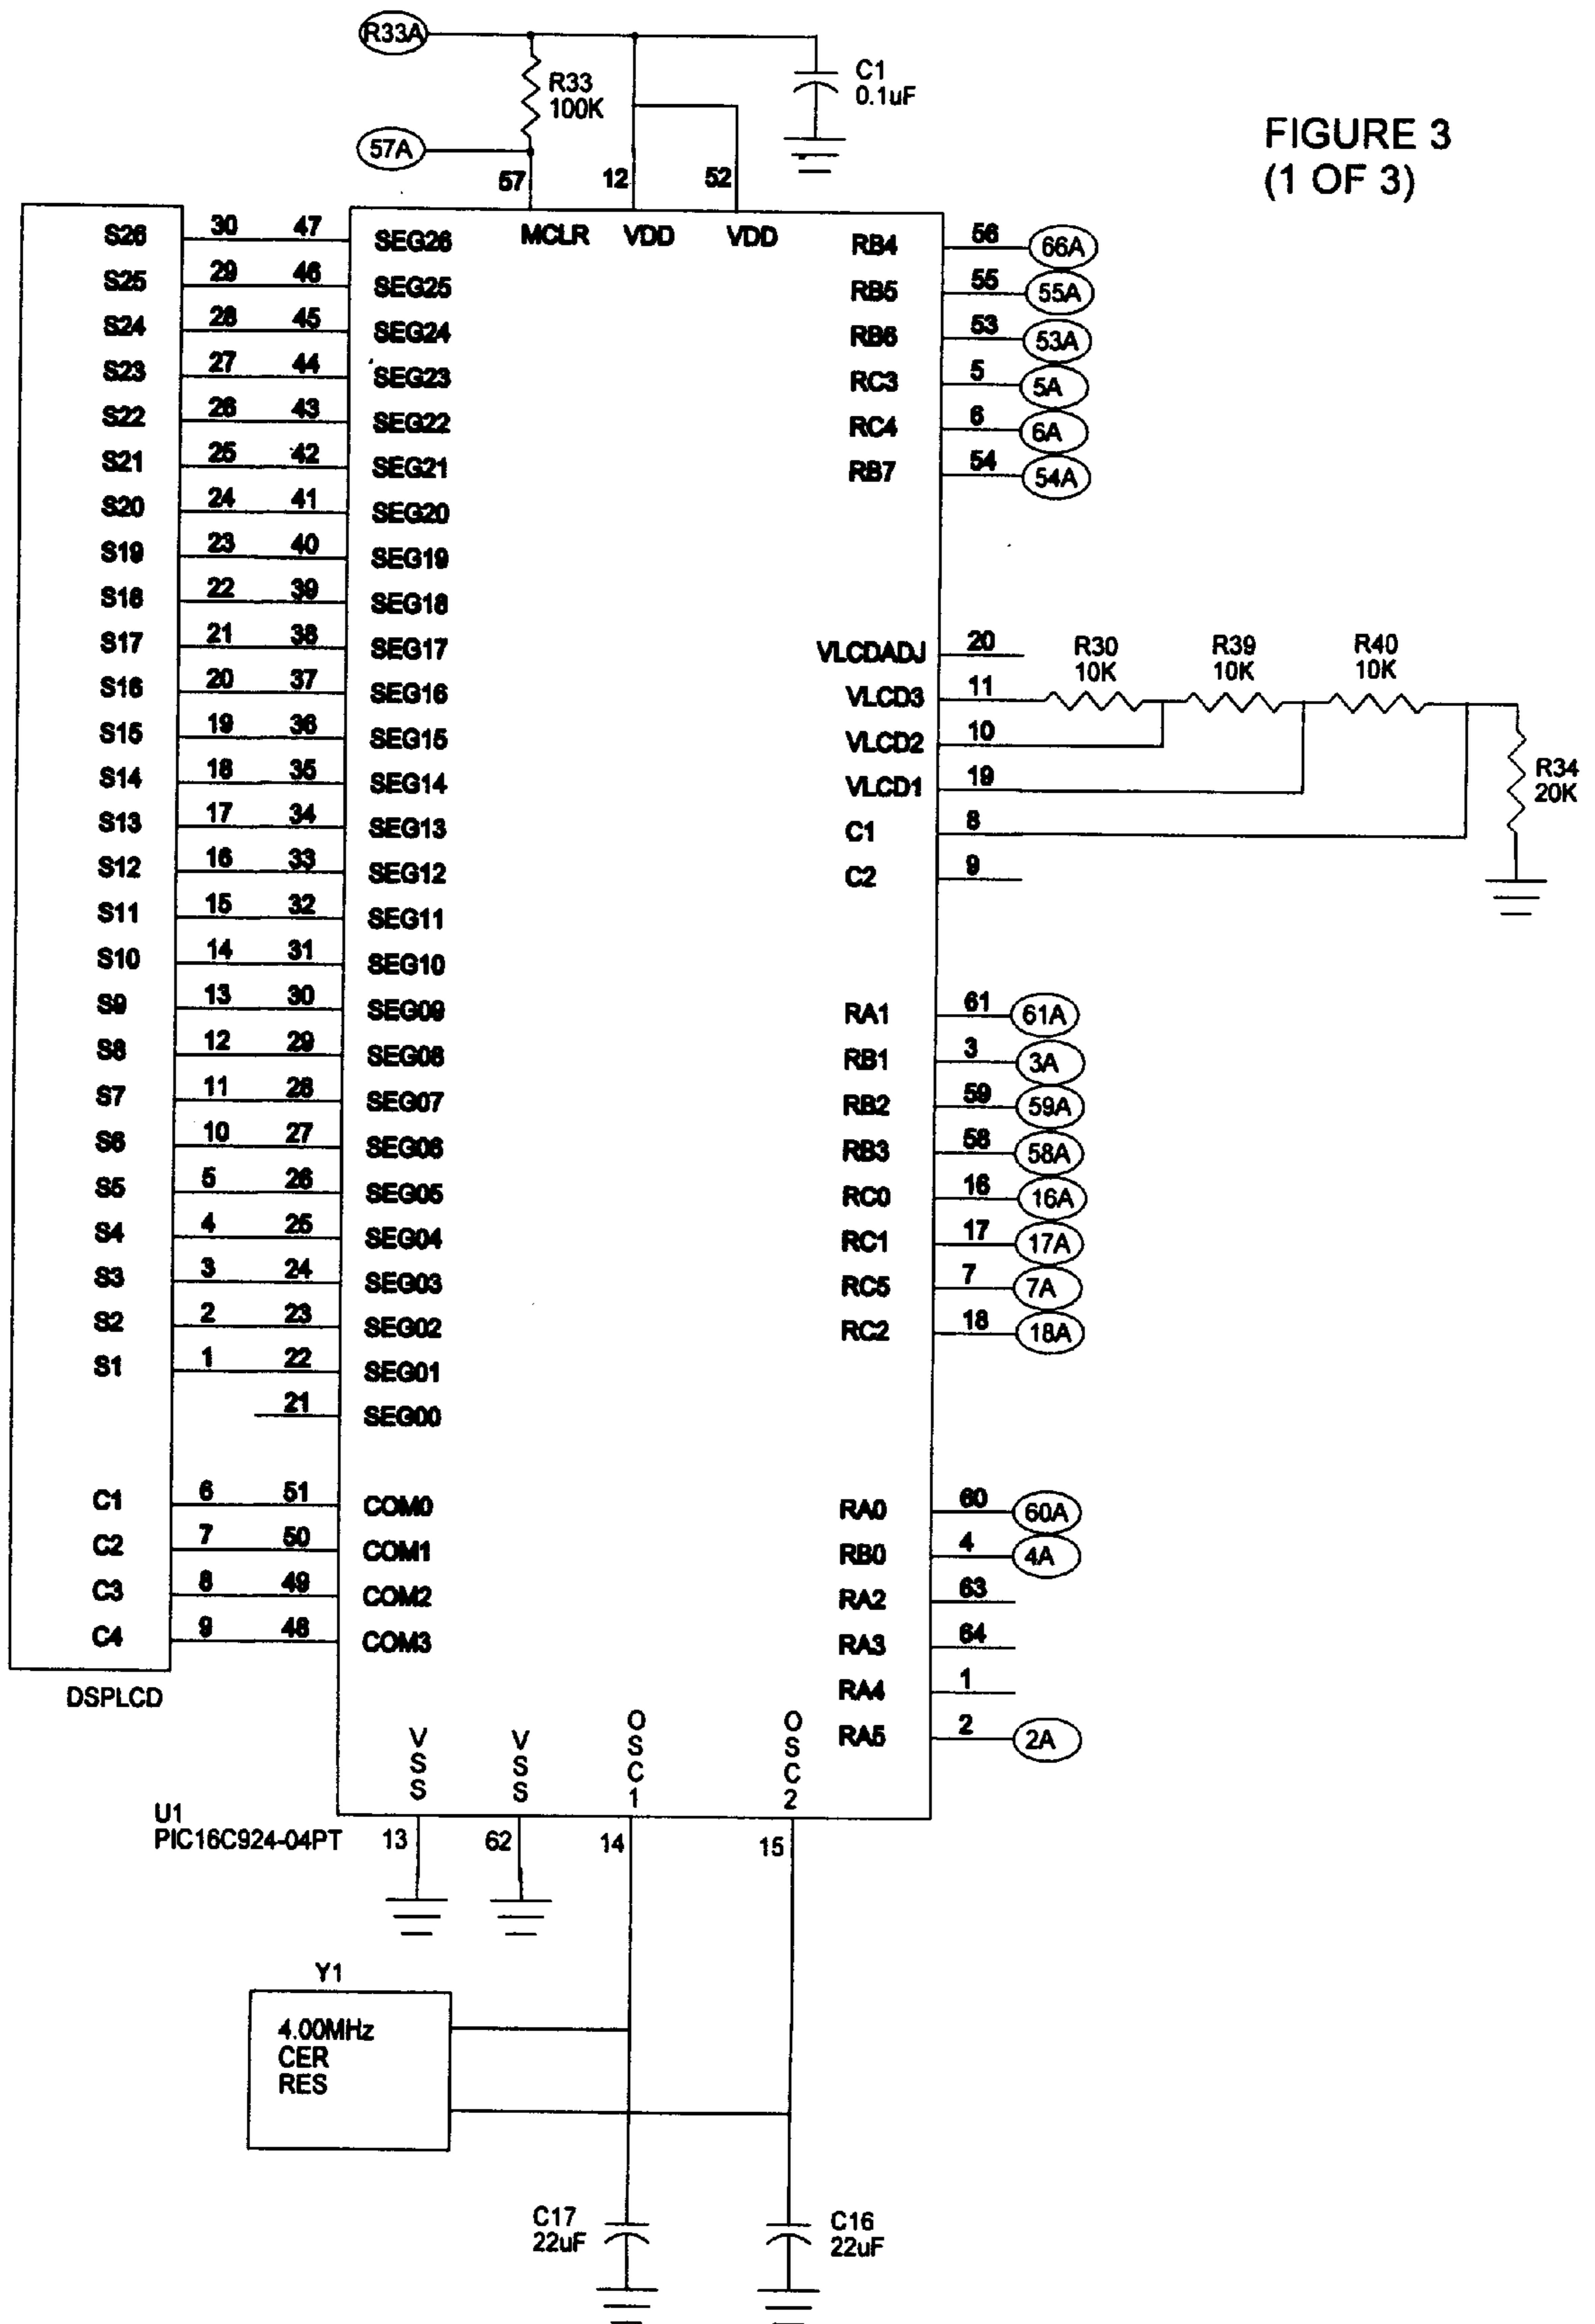 FIGURE 3
(1 OF 3)
R33A
R33
100K
C1
0.1uF
57A
57 12 52
MCLR VDD VDD
S26 30 47 SEG26
S25 29 46 SEG25
S24 28 45 SEG24
S23 27 44 SEG23
S22 26 43 SEG22
S21 25 42 SEG21
S20 24 41 SEG20
S19 23 40 SEG19
S18 22 39 SEG18
S17 21 38 SEG17
S16 20 37 SEG16
S15 19 36 SEG15
S14 18 35 SEG14
S13 17 34 SEG13
S12 16 33 SEG12
S11 15 32 SEG11
S10 14 31 SEG10
S9 13 30 SEG09
S8 12 29 SEG08
S7 11 28 SEG07
S6 10 27 SEG06
S5 5 26 SEG05
S4 4 25 SEG04
S3 3 24 SEG03
S2 2 23 SEG02
S1 1 22 SEG01
21 SEG00
C1 6 51 COM0
C2 7 50 COM1
C3 8 49 COM2
C4 9 48 COM3
DSPLCD
RB4 56 66A
RB5 55 55A
RB6 53 53A
RC3 5 5A
RC4 6 6A
RB7 54 54A
VLCDADJ 20
VLCD3 11
VLCD2 10
VLCD1 19
C1 8
C2 9
R30
10K
R39
10K
R40
10K
R34
20K
RA1 61 61A
RB1 3 3A
RB2 59 59A
RB3 58 58A
RC0 16 16A
RC1 17 17A
RC5 7 7A
RC2 18 18A
RA0 60 60A
RB0 4 4A
RA2 63
RA3 64
RA4 1
RA5 2 2A
VSS VSS OSC1 OSC2
U1
PIC16C924-04PT
13 62 14 15
Y1
4.00MHz
CER
RES
C17
22uF
C16
22uF